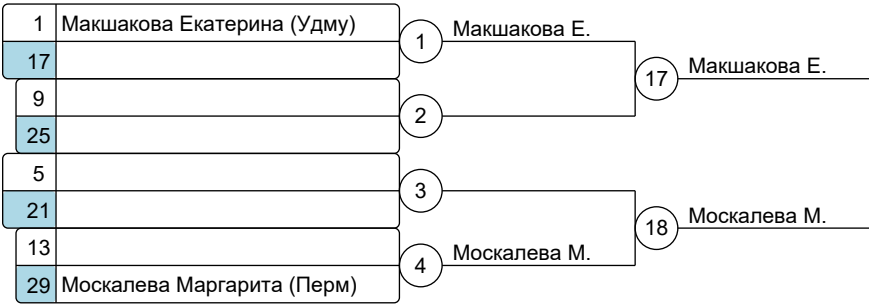 1 Макшакова Екатерина (Удму)
17
1 Макшакова Е.
9
25
2
17 Макшакова Е.
5
21
3
13
29 Москалева Маргарита (Перм)
4 Москалева М.
18 Москалева М.